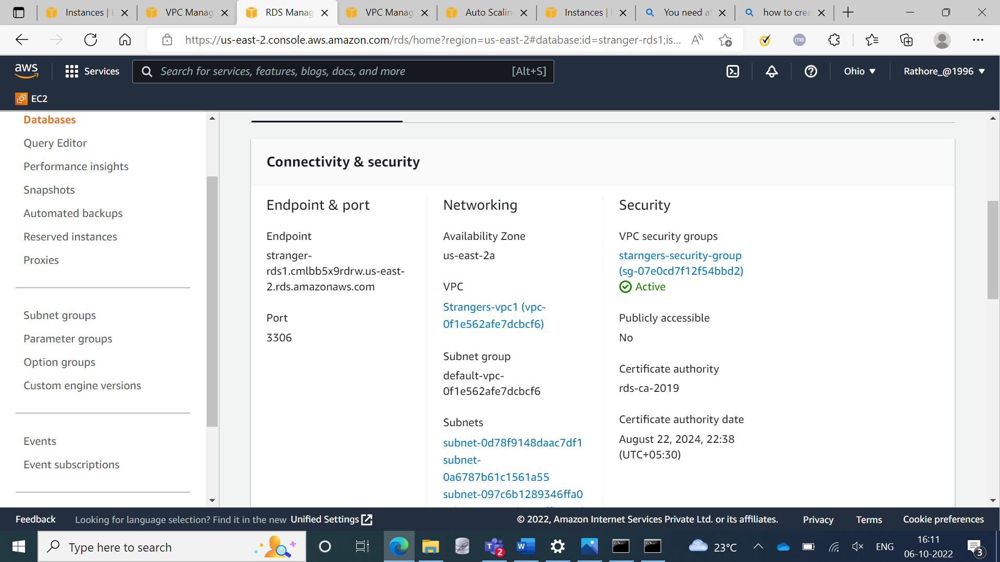 Instances | E
VPC Manag
RDS Manag
VPC Manag
Auto Scalin
Instances |
You need a
how to crea
https://us-east-2.console.aws.amazon.com/rds/home?region=us-east-2#database:id=stranger-rds1;is...
me
aws
Services
Search for services, features, blogs, docs, and more
[Alt+S]
Ohio
Rathore_@1996
EC2
Databases
Query Editor
Performance insights
Snapshots
Automated backups
Reserved instances
Proxies
Subnet groups
Parameter groups
Option groups
Custom engine versions
Events
Event subscriptions
Connectivity & security
Endpoint & port
Endpoint
stranger-
rds1.cmlbb5x9rdrw.us-east-
2.rds.amazonaws.com
Port
3306
Networking
Availability Zone
us-east-2a
VPC
Strangers-vpc1 (vpc-
0f1e562afe7dcbcf6)
Subnet group
default-vpc-
0f1e562afe7dcbcf6
Subnets
subnet-0d78f9148daac7df1
subnet-
0a6787b61c1561a55
subnet-097c6b1289346ffa0
Security
VPC security groups
starngers-security-group
(sg-07e0cd7f12f54bbd2)
Active
Publicly accessible
No
Certificate authority
rds-ca-2019
Certificate authority date
August 22, 2024, 22:38
(UTC+05:30)
Feedback
Looking for language selection? Find it in the new Unified Settings
© 2022, Amazon Internet Services Private Ltd. or its affiliates.
Privacy
Terms
Cookie preferences
Type here to search
2
23°C
ENG
16:11
06-10-2022
3